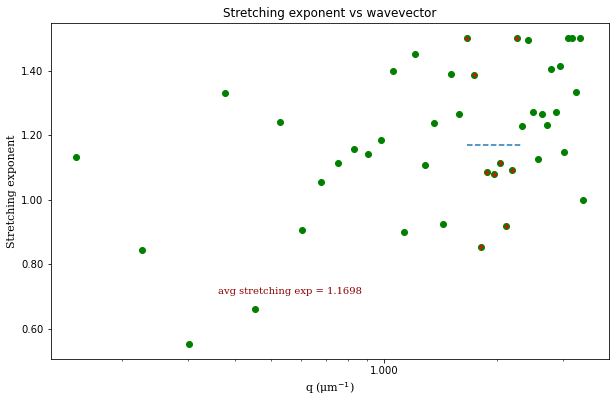 Stretching exponent vs wavevector
Stretching exponent
1.40
1.20
1.00
0.80
0.60
avg stretching exp = 1.1698
1.000
q (μm⁻¹)